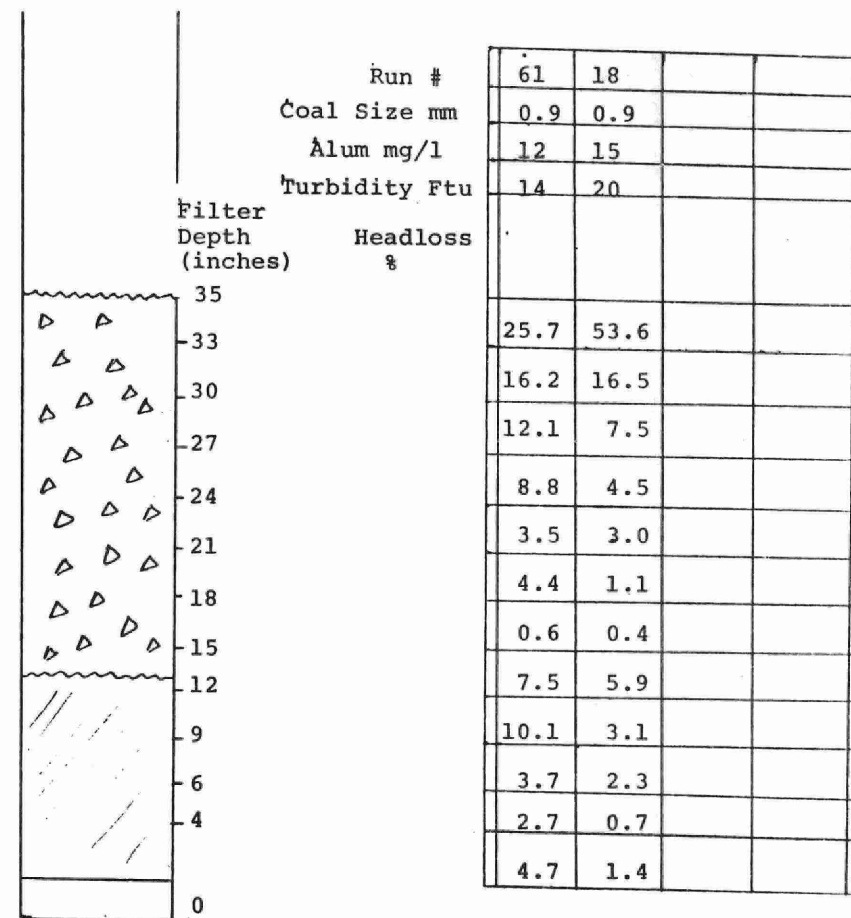 Run # 61 18
Coal Size mm 0.9 0.9
Alum mg/l 12 15
Turbidity Ftu 14 20
Filter
Depth Headloss
(inches) %
35
33 25.7 53.6
30 16.2 16.5
27 12.1 7.5
24 8.8 4.5
21 3.5 3.0
18 4.4 1.1
15 0.6 0.4
12 7.5 5.9
9 10.1 3.1
6 3.7 2.3
4 2.7 0.7
4.7 1.4
0